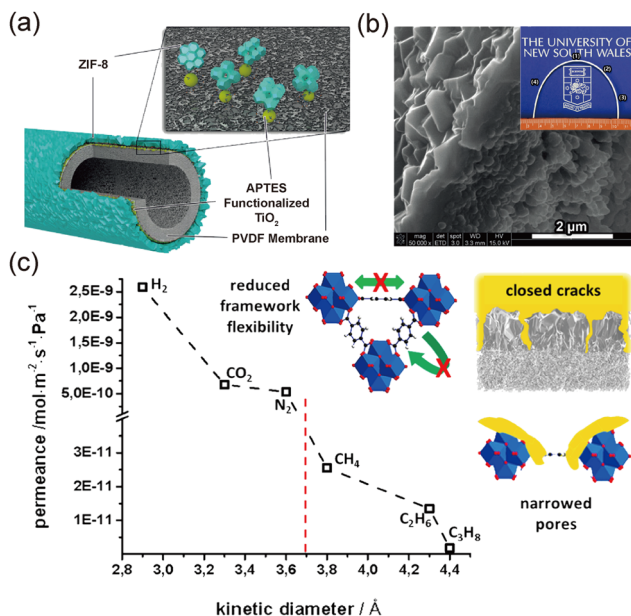 (a)
ZIF-8
APTES
Functionalized
TiO2
PVDF Membrane
(b)
THE UNIVERSITY OF
NEW SOUTH WALES
(1)
(2)
(3)
(4)
mag
det
spot
WD
HV
50 000 x
ETD
3.0
3.3 mm
15.0 kV
2 μm
(c)
permeance /mol·m-2·s-1·Pa-1
2,5E-9
2,0E-9
1,5E-9
1,0E-9
5,0E-10
3E-11
2E-11
1E-11
H2
CO2
N2
CH4
C2H6
C3H8
reduced
framework
flexibility
closed cracks
narrowed
pores
2,8
3,0
3,2
3,4
3,6
3,8
4,0
4,2
4,4
kinetic diameter / Å